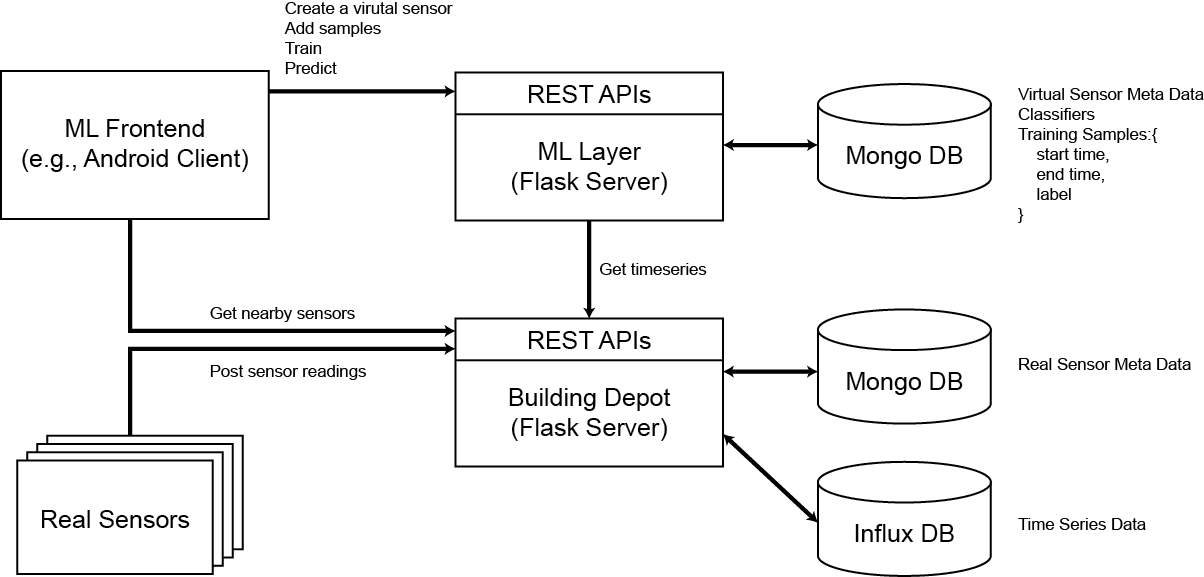 Create a virutal sensor
Add samples
Train
Predict
ML Frontend
(e.g., Android Client)
REST APIs
ML Layer
(Flask Server)
Mongo DB
Virtual Sensor Meta Data
Classifiers
Training Samples:{
start time,
end time,
label
}
Get timeseries
Get nearby sensors
Post sensor readings
REST APIs
Building Depot
(Flask Server)
Mongo DB
Real Sensor Meta Data
Real Sensors
Influx DB
Time Series Data